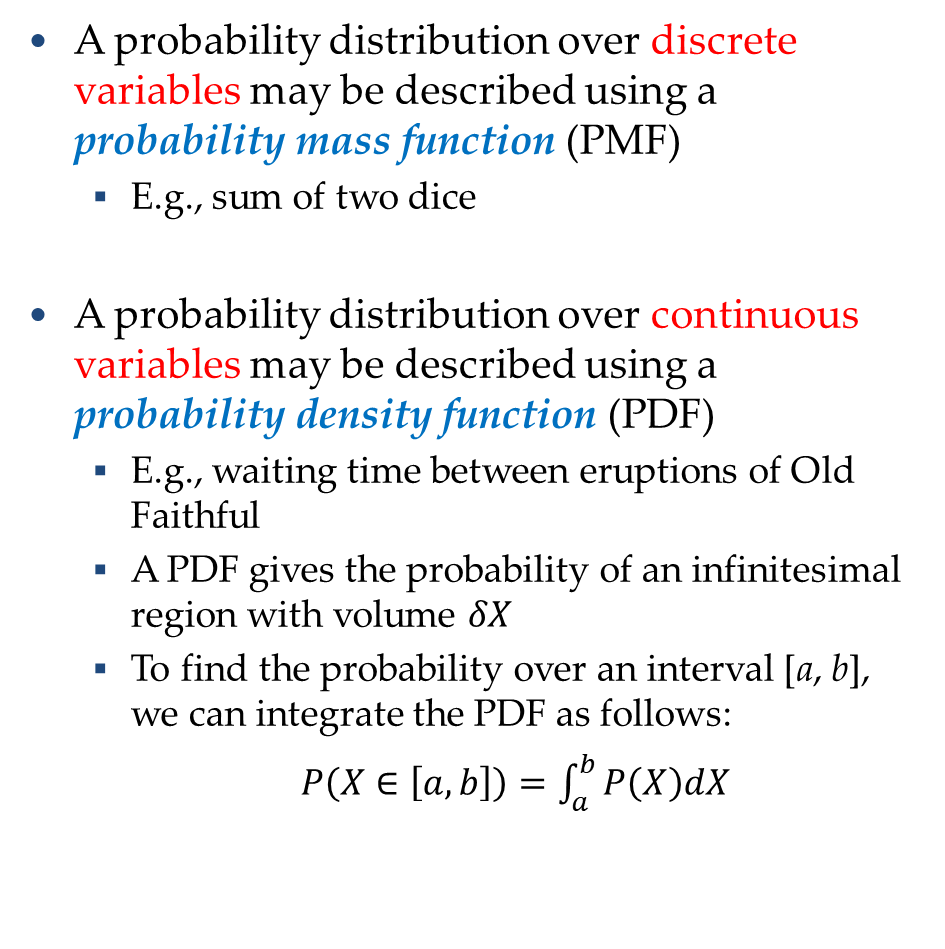 • A probability distribution over discrete
variables may be described using a
probability mass function (PMF)
▪ E.g., sum of two dice
• A probability distribution over continuous
variables may be described using a
probability density function (PDF)
▪ E.g., waiting time between eruptions of Old
Faithful
▪ A PDF gives the probability of an infinitesimal
region with volume 𝛿𝑋
▪ To find the probability over an interval [a, b],
we can integrate the PDF as follows:
𝑃(𝑋 ∈ [𝑎, 𝑏]) = ∫ₐᵇ 𝑃(𝑋)𝑑𝑋